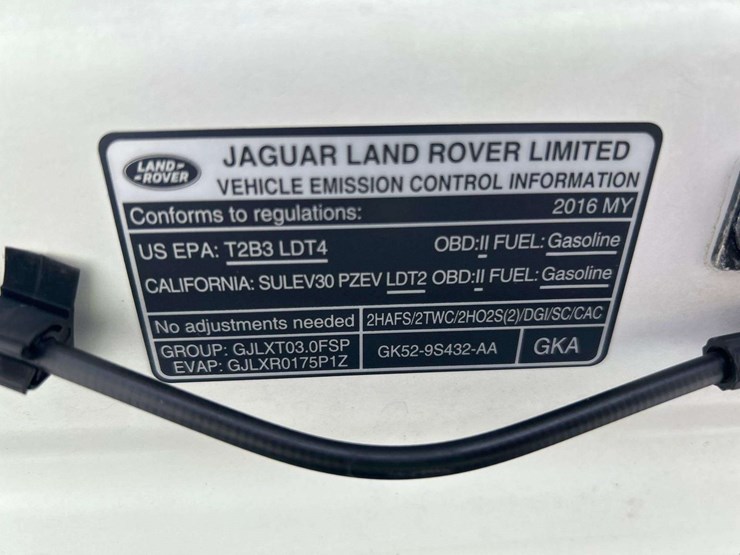 LAND-
-ROVER
JAGUAR LAND ROVER LIMITED
VEHICLE EMISSION CONTROL INFORMATION
Conforms to regulations: 2016 MY
US EPA: T2B3 LDT4 OBD:II FUEL: Gasoline
CALIFORNIA: SULEV30 PZEV LDT2 OBD:II FUEL: Gasoline
No adjustments needed 2HAFS/2TWC/2HO2S(2)/DGI/SC/CAC
GROUP: GJLXT03.0FSP
EVAP: GJLXR0175P1Z
GK52-9S432-AA
GKA